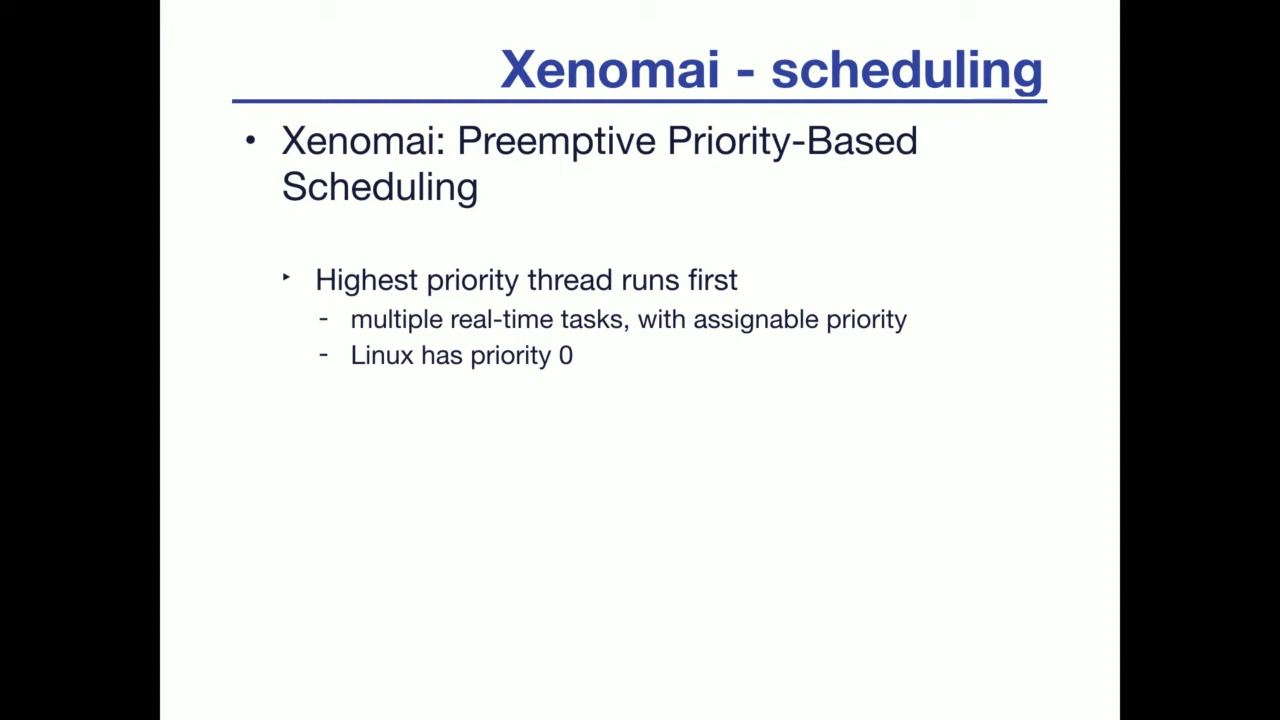 Xenomai - scheduling
• Xenomai: Preemptive Priority-Based
Scheduling
‣ Highest priority thread runs first
- multiple real-time tasks, with assignable priority
- Linux has priority 0